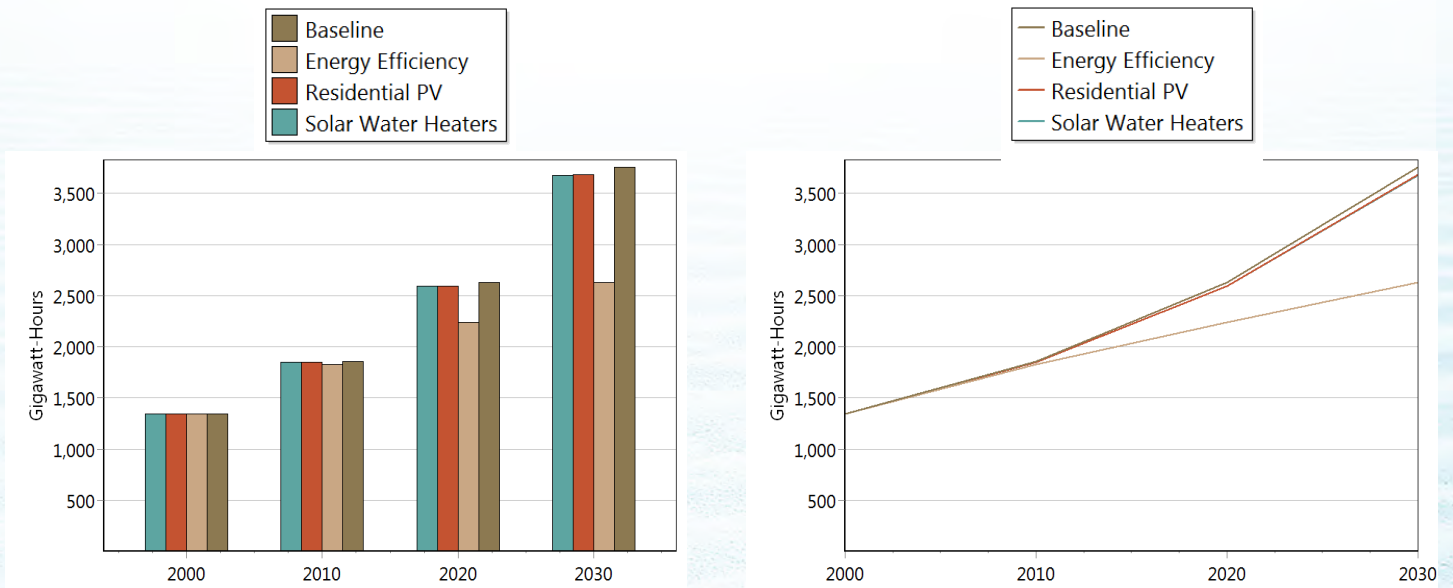 Baseline
Energy Efficiency
Residential PV
Solar Water Heaters
Gigawatt-Hours
3,500
3,000
2,500
2,000
1,500
1,000
500
2000 2010 2020 2030
Baseline
Energy Efficiency
Residential PV
Solar Water Heaters
Gigawatt-Hours
3,500
3,000
2,500
2,000
1,500
1,000
500
2000 2010 2020 2030